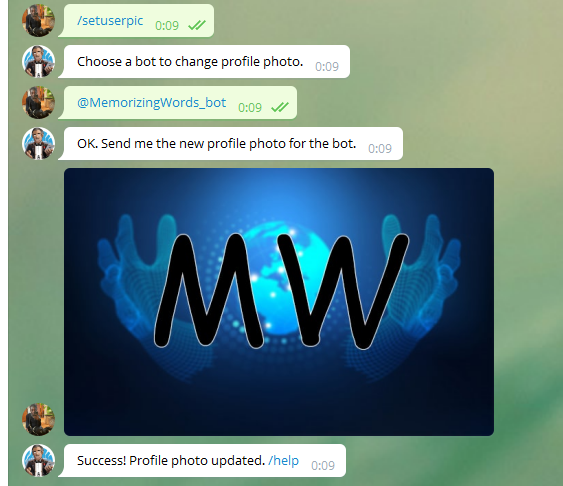 /setuserpic 0:09
Choose a bot to change profile photo. 0:09
@MemorizingWords_bot 0:09
OK. Send me the new profile photo for the bot. 0:09
MW
Success! Profile photo updated. /help 0:09